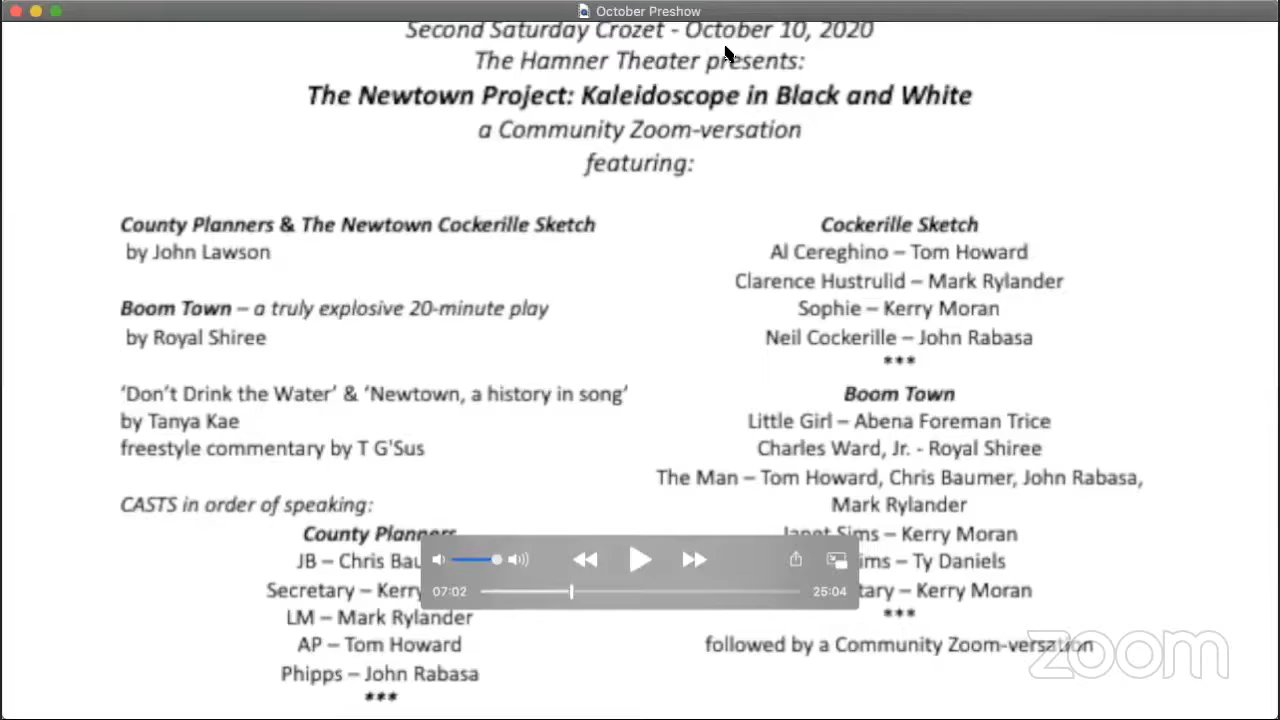 October Preshow
Second Saturday Crozet - October 10, 2020
The Hamner Theater presents:
The Newtown Project: Kaleidoscope in Black and White
a Community Zoom-versation
featuring:
County Planners & The Newtown Cockerille Sketch
by John Lawson
Boom Town – a truly explosive 20-minute play
by Royal Shiree
‘Don’t Drink the Water’ & ‘Newtown, a history in song’
by Tanya Kae
freestyle commentary by T G'Sus
CASTS in order of speaking:
County Planners
JB – Chris Bau
Secretary – Kerry
LM – Mark Rylander
AP – Tom Howard
Phipps – John Rabasa
***
Cockerille Sketch
Al Cereghino – Tom Howard
Clarence Hustrulid – Mark Rylander
Sophie – Kerry Moran
Neil Cockerille – John Rabasa
***
Boom Town
Little Girl – Abena Foreman Trice
Charles Ward, Jr. - Royal Shiree
The Man – Tom Howard, Chris Baumer, John Rabasa,
Mark Rylander
Janet Sims – Kerry Moran
ims – Ty Daniels
tary – Kerry Moran
***
followed by a Community Zoom-versation
07:02
25:04
zoom